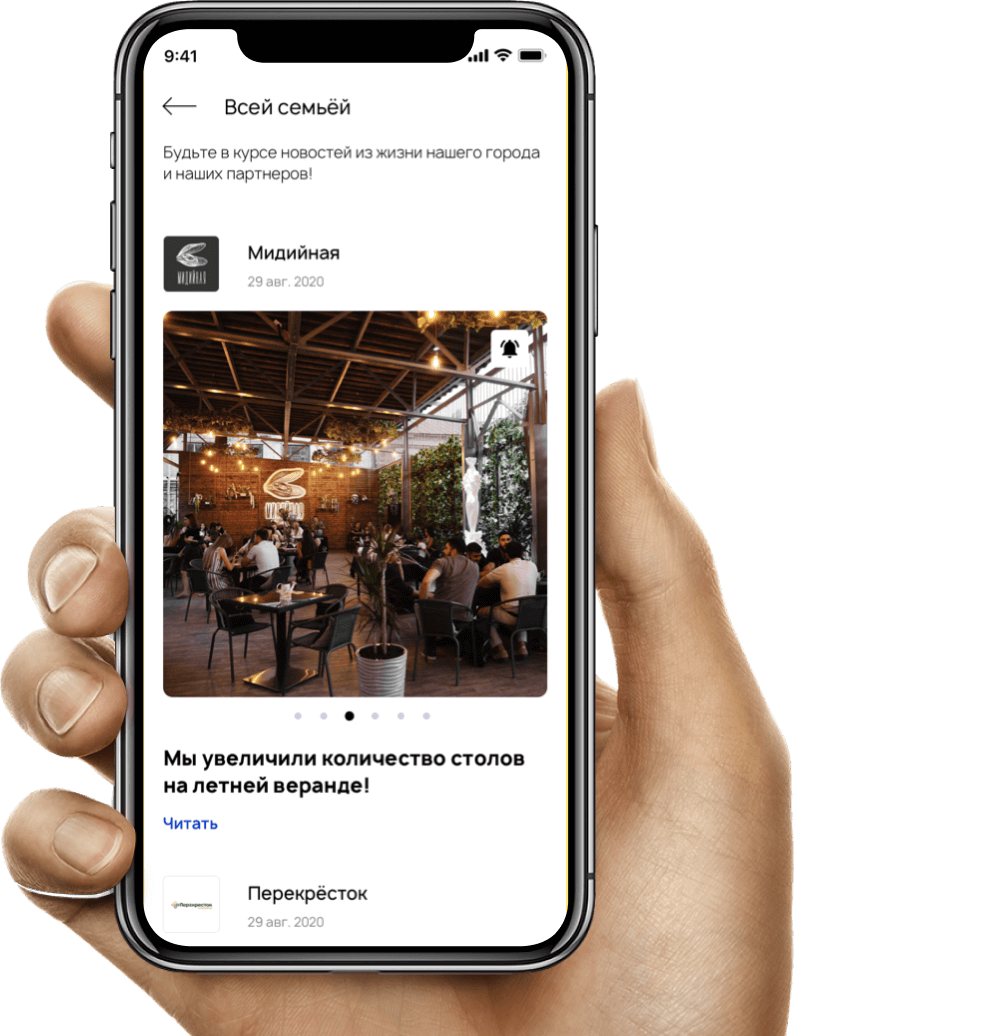 9:41
Всей семьёй
Будьте в курсе новостей из жизни нашего города
и наших партнеров!
МИДИЙНАЯ
Мидийная
29 авг. 2020
Мы увеличили количество столов
на летней веранде!
Читать
Перекрёсток
Перекрёсток
29 авг. 2020